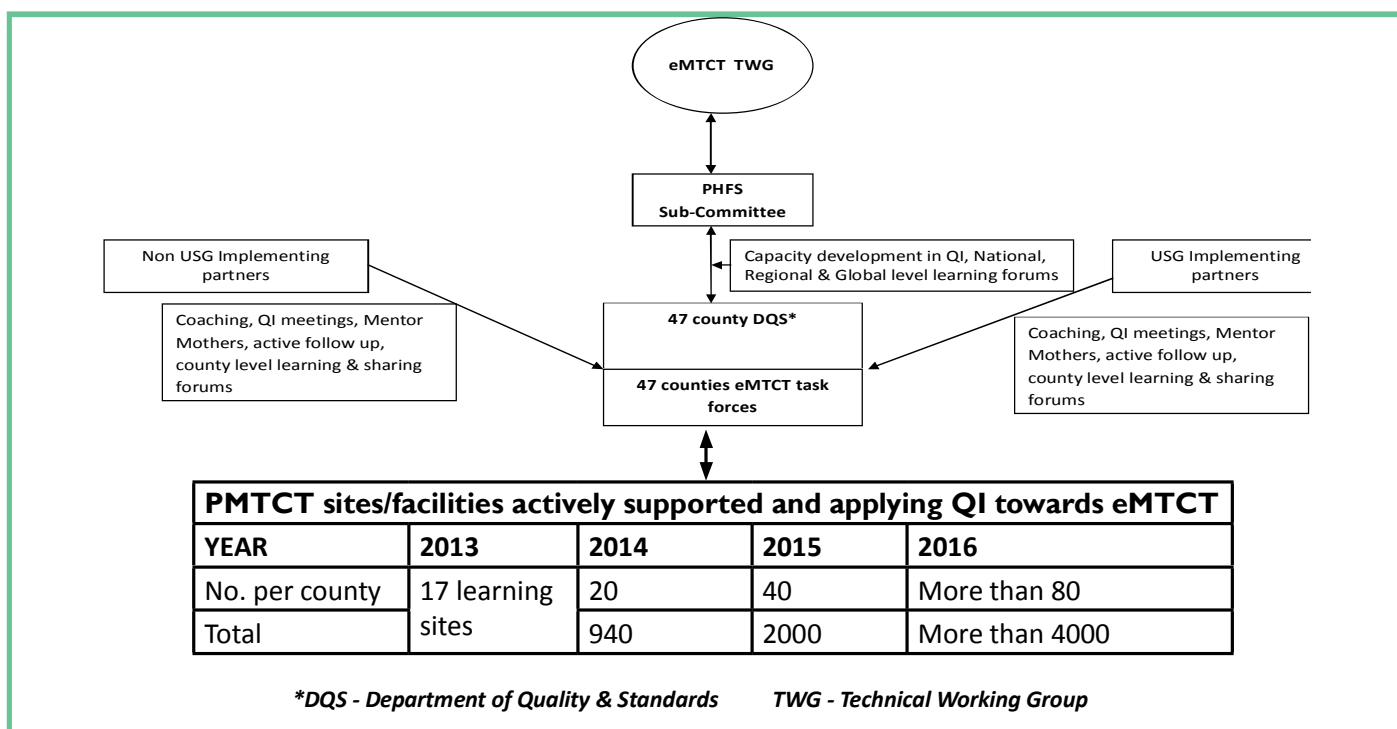 eMTCT TWG
PHFS
Sub-Committee
Non USG Implementing
partners
Capacity development in QI, National,
Regional & Global level learning forums
USG Implementing
partners
Coaching, QI meetings, Mentor
Mothers, active follow up,
county level learning & sharing
forums
47 county DQS*
47 counties eMTCT task
forces
Coaching, QI meetings, Mentor
Mothers, active follow up,
county level learning & sharing
forums
PMTCT sites/facilities actively supported and applying QI towards eMTCT
YEAR 2013 2014 2015 2016
No. per county 17 learning sites 20 40 More than 80
Total 940 2000 More than 4000
*DQS - Department of Quality & Standards TWG - Technical Working Group